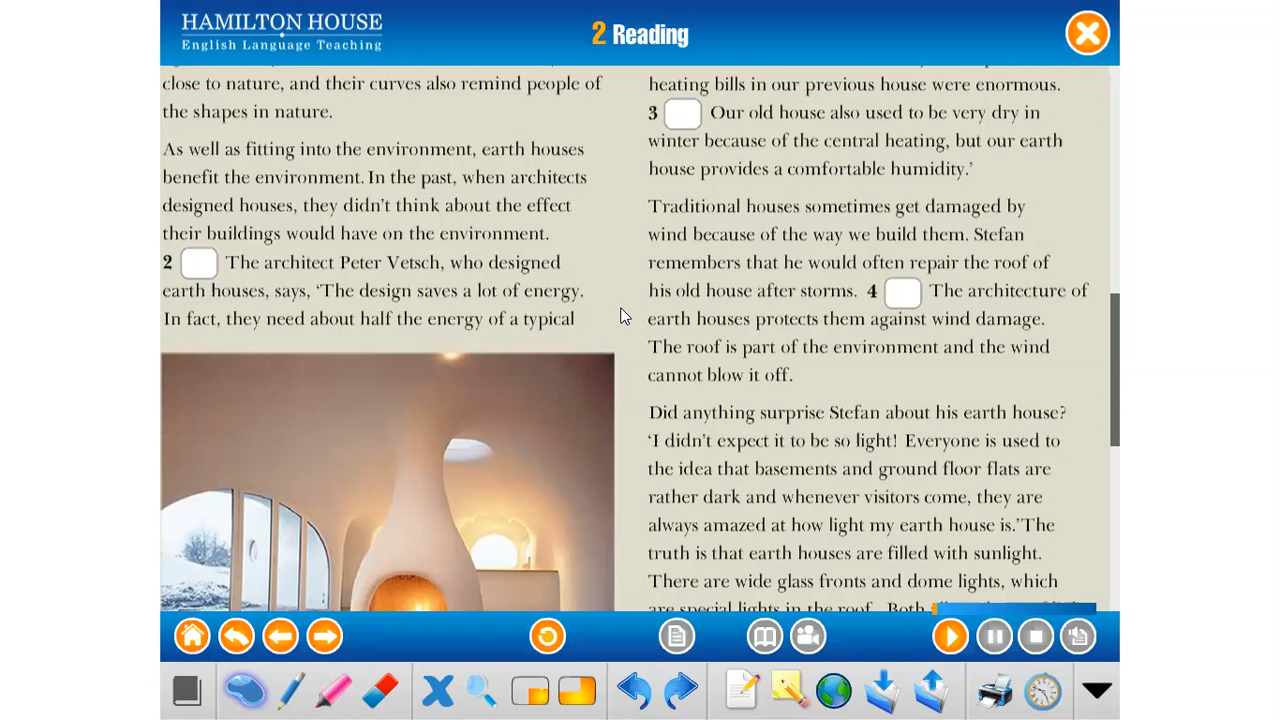 HAMILTON HOUSE
English Language Teaching
2 Reading
close to nature, and their curves also remind people of
the shapes in nature.
As well as fitting into the environment, earth houses
benefit the environment. In the past, when architects
designed houses, they didn't think about the effect
their buildings would have on the environment.
2 The architect Peter Vetsch, who designed
earth houses, says, 'The design saves a lot of energy.
In fact, they need about half the energy of a typical
heating bills in our previous house were enormous.
3 Our old house also used to be very dry in
winter because of the central heating, but our earth
house provides a comfortable humidity.'
Traditional houses sometimes get damaged by
wind because of the way we build them. Stefan
remembers that he would often repair the roof of
his old house after storms. 4 The architecture of
earth houses protects them against wind damage.
The roof is part of the environment and the wind
cannot blow it off.
Did anything surprise Stefan about his earth house?
'I didn't expect it to be so light! Everyone is used to
the idea that basements and ground floor flats are
rather dark and whenever visitors come, they are
always amazed at how light my earth house is.' The
truth is that earth houses are filled with sunlight.
There are wide glass fronts and dome lights, which
are special lights in the roof. Both